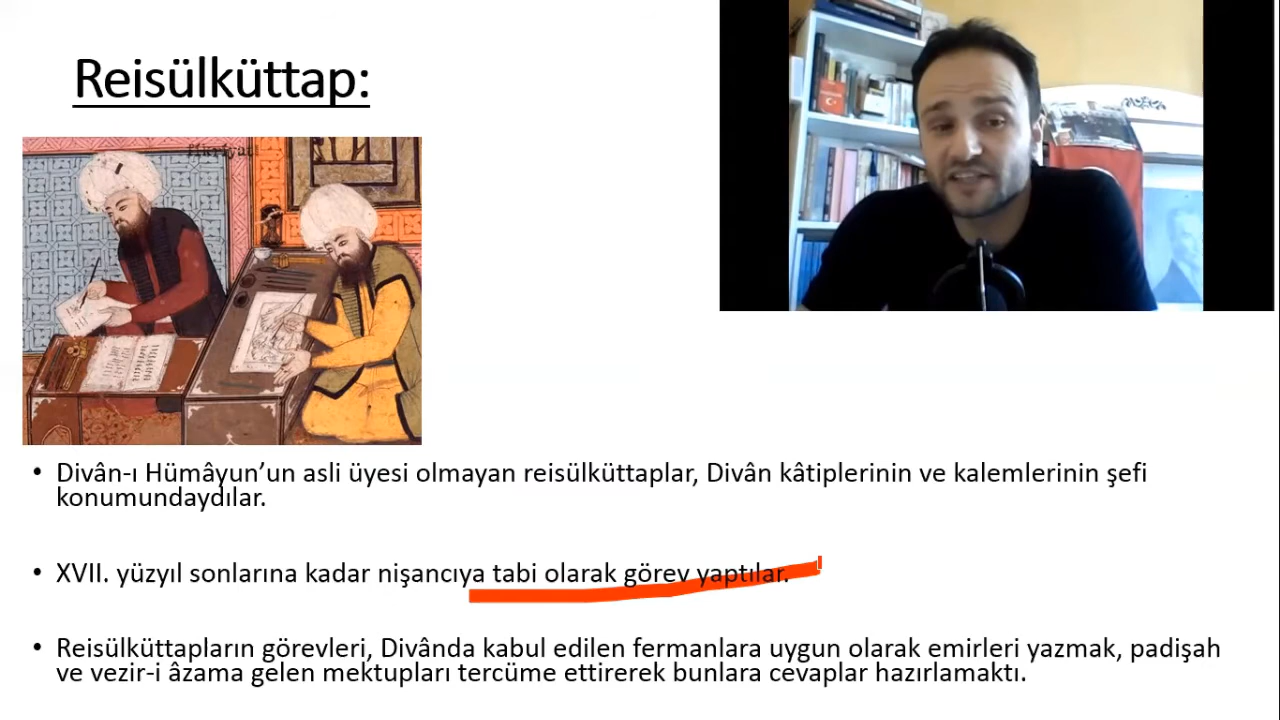 Reisülküttap:
• Divân-ı Hümâyun’un asli üyesi olmayan reisülküttaplar, Divân kâtiplerinin ve kalemlerinin şefi
konumundaydılar.
• XVII. yüzyıl sonlarına kadar nişancıya tabi olarak görev yaptılar.
• Reisülküttapların görevleri, Divânda kabul edilen fermanlara uygun olarak emirleri yazmak, padişah
ve vezir-i âzama gelen mektupları tercüme ettirerek bunlara cevaplar hazırlamaktı.